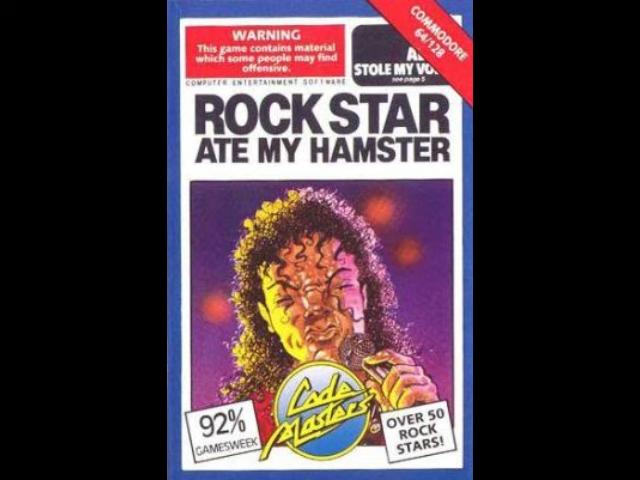 WARNING
This game contains material
which some people may find
offensive.
COMMODORE
64/128
STOLE MY
see page 5
COMPUTER ENTERTAINMENT SOFTWARE
ROCK STAR
ATE MY HAMSTER
92%
GAMESWEEK
Code
Masters
OVER 50
ROCK
STARS!